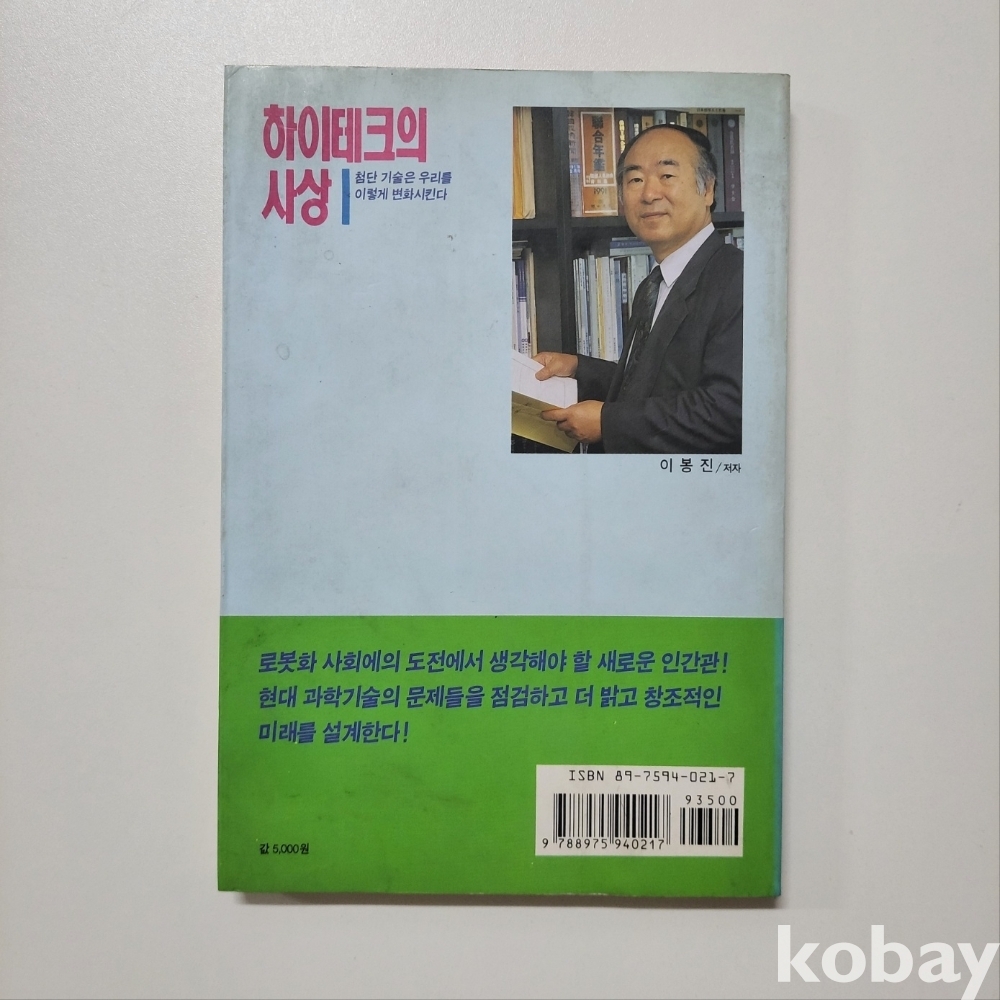 하이테크의
사상
첨단 기술은 우리를
이렇게 변화시킨다
聯合年鑑
1991
이봉진/저자
로봇화 사회에의 도전에서 생각해야 할 새로운 인간관!
현대 과학기술의 문제들을 점검하고 더 밝고 창조적인
미래를 설계한다!
ISBN 89-7594-021-7
93500
9 788975 940217
값 5,000원
kobay